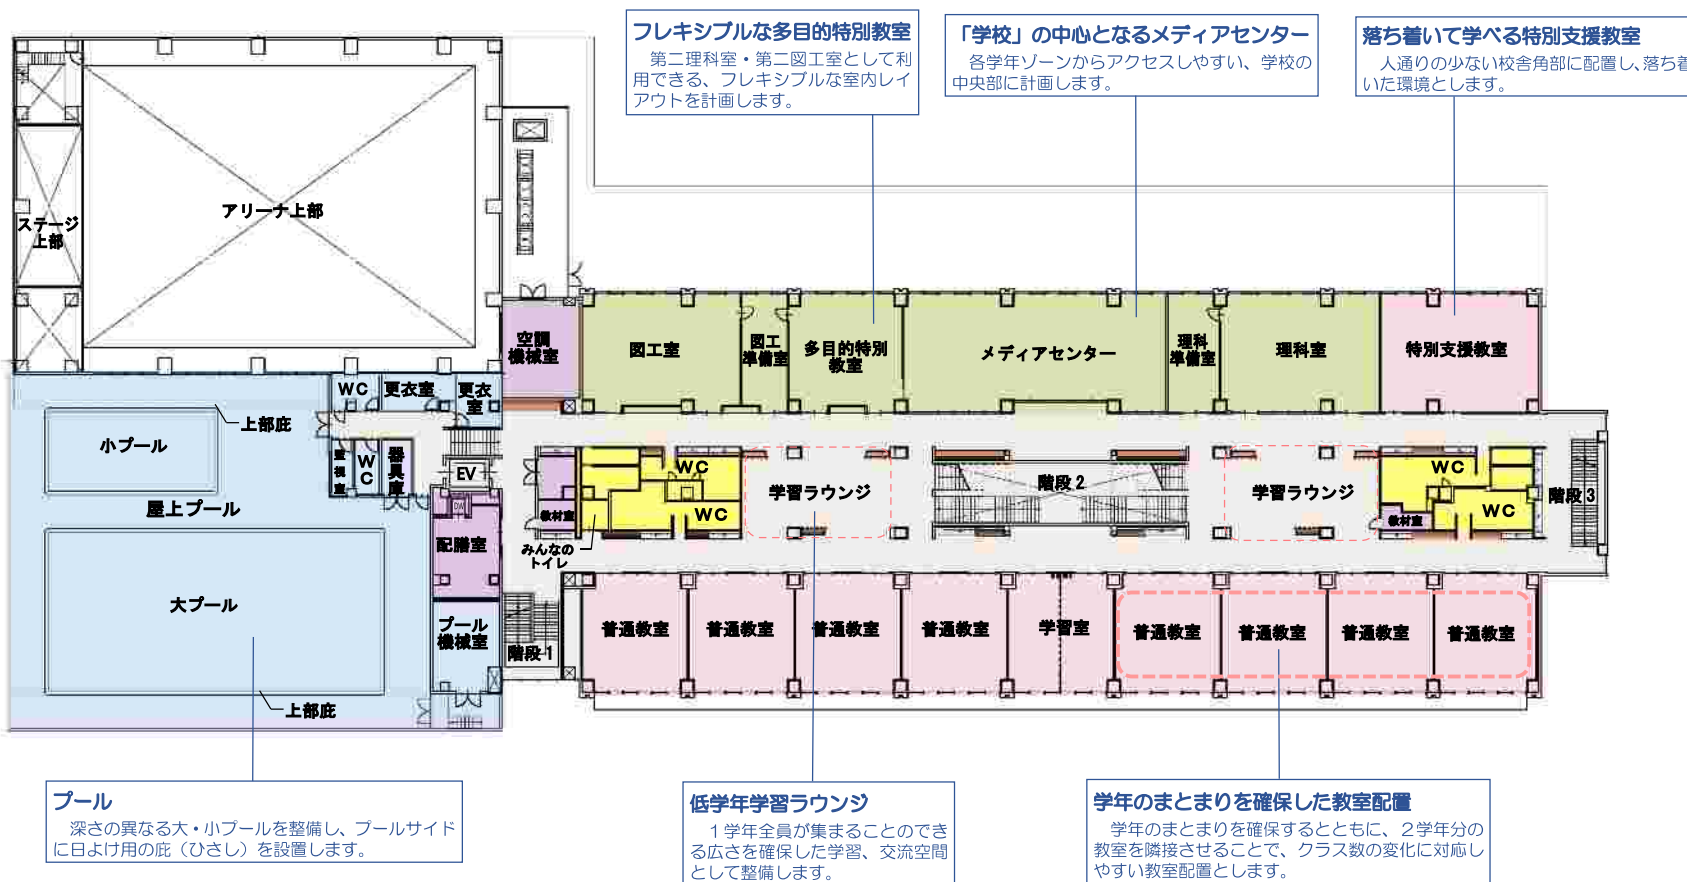 フレキシブルな多目的特別教室
第二理科室・第二図工室として利
用できる、フレキシブルな室内レイ
アウトを計画します。
「学校」の中心となるメディアセンター
各学年ゾーンからアクセスしやすい、学校の
中央部に計画します。
落ち着いて学べる特別支援教室
人通りの少ない校舎角部に配置し、落ち着
いた環境とします。
ステージ
上部
アリーナ上部
空調
機械室
図工室
図工
準備室
多目的特別
教室
メディアセンター
理科
準備室
理科室
特別支援教室
WC
更衣室
更衣
室
上部庇
小プール
監視室
WC
器具庫
EV
屋上プール
DW
配膳室
教材室
みんなの
トイレ
WC
WC
学習ラウンジ
階段2
学習ラウンジ
WC
WC
教材室
階段3
大プール
プール
機械室
階段1
上部庇
普通教室
普通教室
普通教室
普通教室
学習室
普通教室
普通教室
普通教室
普通教室
プール
深さの異なる大・小プールを整備し、プールサイド
に日よけ用の庇（ひさし）を設置します。
低学年学習ラウンジ
1学年全員が集まることのでき
る広さを確保した学習、交流空間
として整備します。
学年のまとまりを確保した教室配置
学年のまとまりを確保するとともに、2学年分の
教室を隣接させることで、クラス数の変化に対応し
やすい教室配置とします。